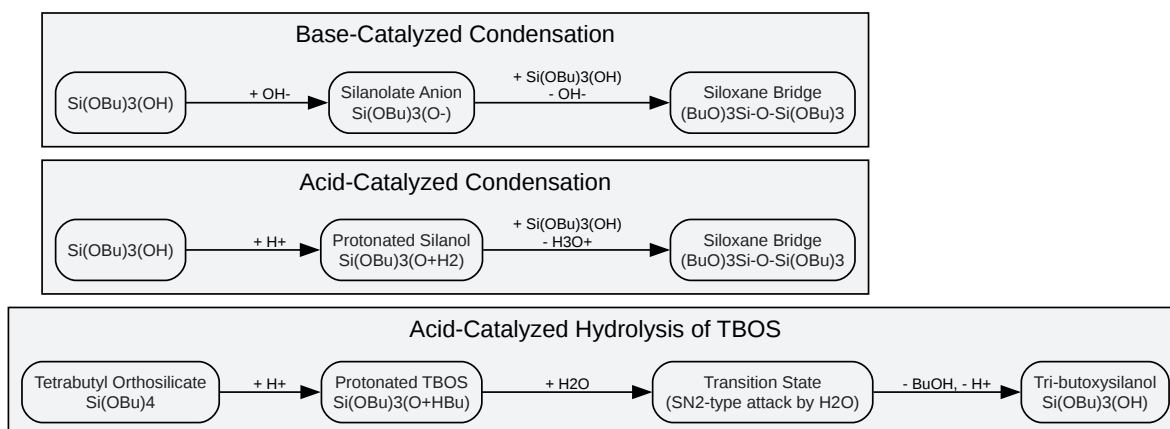 Base-Catalyzed Condensation
Si(OBu)3(OH)
+ OH-
Silanolate Anion
Si(OBu)3(O-)
+ Si(OBu)3(OH)
- OH-
Siloxane Bridge
(BuO)3Si-O-Si(OBu)3
Acid-Catalyzed Condensation
Si(OBu)3(OH)
+ H+
Protonated Silanol
Si(OBu)3(O+H2)
+ Si(OBu)3(OH)
- H3O+
Siloxane Bridge
(BuO)3Si-O-Si(OBu)3
Acid-Catalyzed Hydrolysis of TBOS
Tetrabutyl Orthosilicate
Si(OBu)4
+ H+
Protonated TBOS
Si(OBu)3(O+HBu)
+ H2O
Transition State
(SN2-type attack by H2O)
- BuOH, - H+
Tri-butoxysilanol
Si(OBu)3(OH)